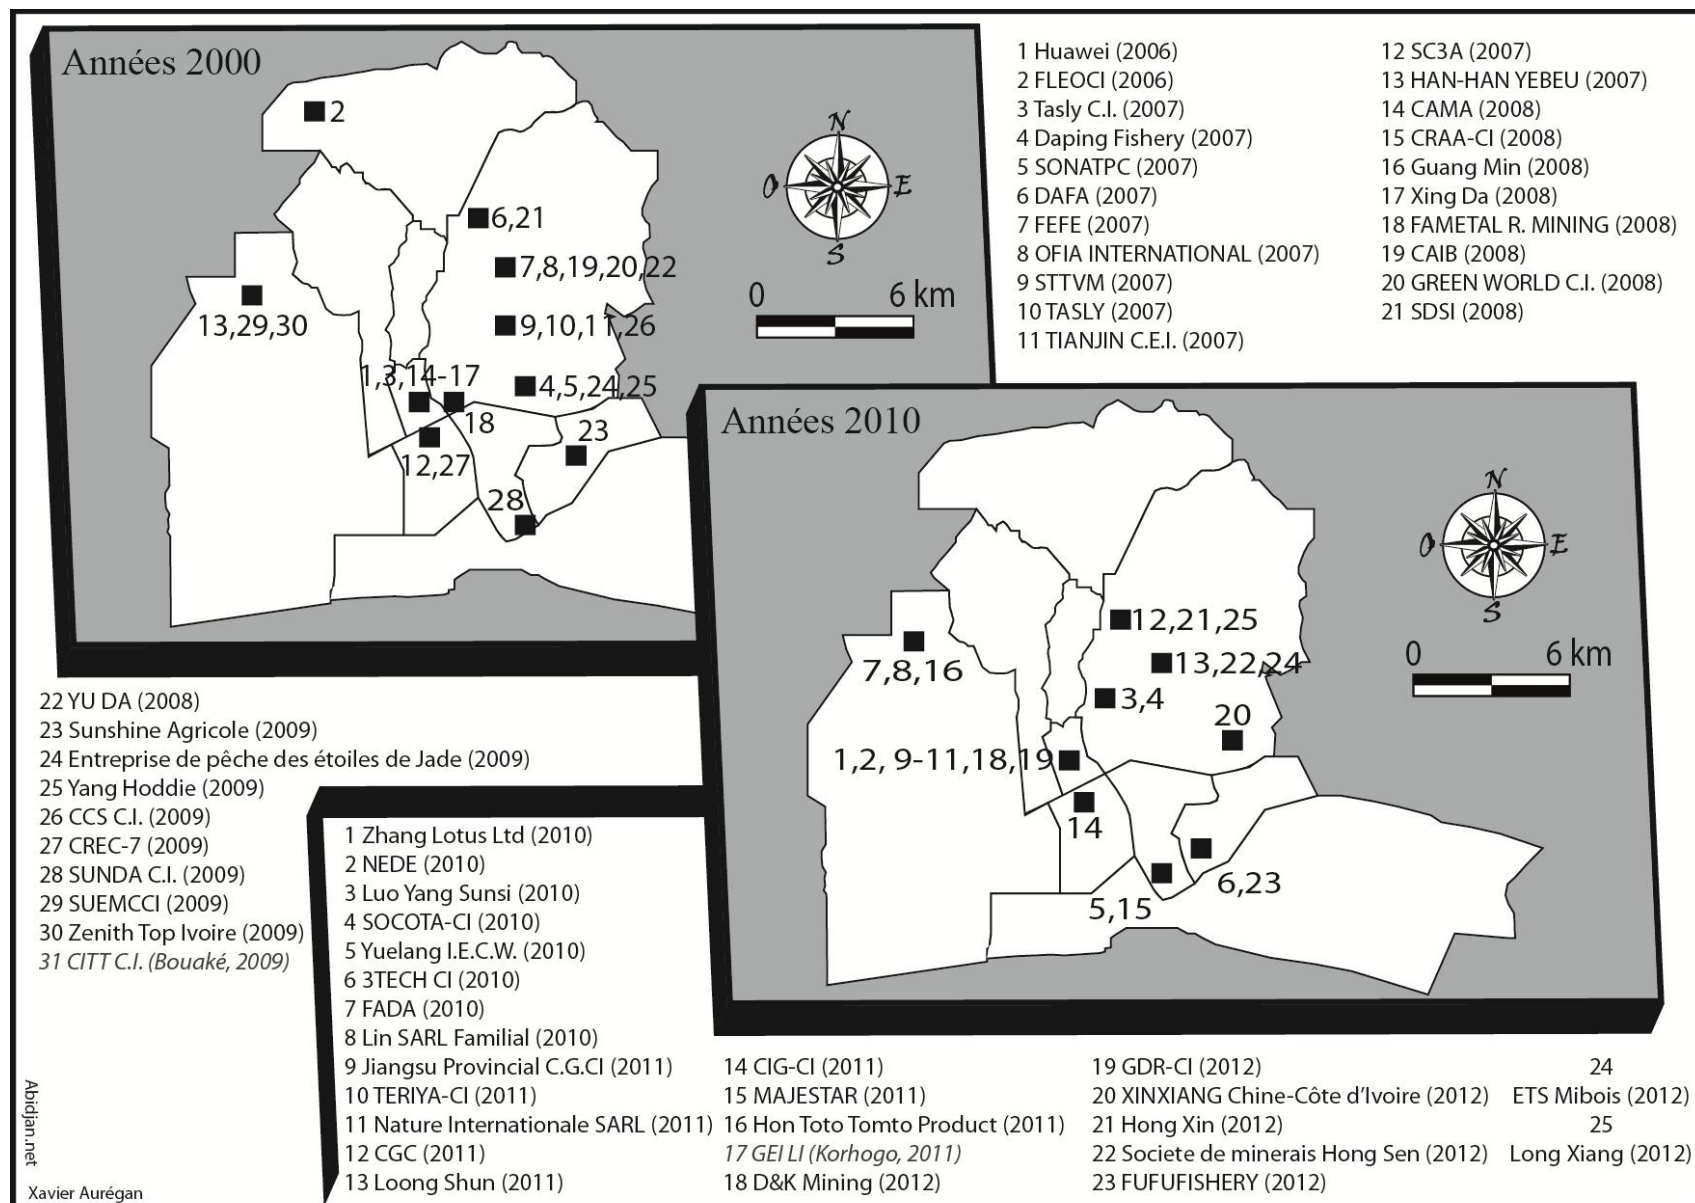 Années 2000
N
O
E
S
0
6 km
2
6,21
7,8,19,20,22
13,29,30
9,10,11,26
1,3,14-17
4,5,24,25
18
23
12,27
28
1 Huawei (2006)
2 FLEOCI (2006)
3 Tasly C.I. (2007)
4 Daping Fishery (2007)
5 SONATPC (2007)
6 DAFA (2007)
7 FEFE (2007)
8 OFIA INTERNATIONAL (2007)
9 STTVM (2007)
10 TASLY (2007)
11 TIANJIN C.E.I. (2007)
12 SC3A (2007)
13 HAN-HAN YEBEU (2007)
14 CAMA (2008)
15 CRAA-CI (2008)
16 Guang Min (2008)
17 Xing Da (2008)
18 FAMETAL R. MINING (2008)
19 CAIB (2008)
20 GREEN WORLD C.I. (2008)
21 SDSI (2008)
22 YU DA (2008)
23 Sunshine Agricole (2009)
24 Entreprise de pêche des étoiles de Jade (2009)
25 Yang Hoddie (2009)
26 CCS C.I. (2009)
27 CREC-7 (2009)
28 SUNDA C.I. (2009)
29 SUEMCCI (2009)
30 Zenith Top Ivoire (2009)
31 CITT C.I. (Bouaké, 2009)
Années 2010
N
O
E
S
0
6 km
12,21,25
7,8,16
13,22,24
3,4
20
1,2, 9-11,18,19
14
6,23
5,15
1 Zhang Lotus Ltd (2010)
2 NEDE (2010)
3 Luo Yang Sunsi (2010)
4 SOCOTA-CI (2010)
5 Yuelang I.E.C.W. (2010)
6 3TECH CI (2010)
7 FADA (2010)
8 Lin SARL Familial (2010)
9 Jiangsu Provincial C.G.CI (2011)
10 TERIYA-CI (2011)
11 Nature Internationale SARL (2011)
12 CGC (2011)
13 Loong Shun (2011)
14 CIG-CI (2011)
15 MAJESTAR (2011)
16 Hon Toto Tomto Product (2011)
17 GEI LI (Korhogo, 2011)
18 D&K Mining (2012)
19 GDR-CI (2012)
20 XINXIANG Chine-Côte d'Ivoire (2012)
21 Hong Xin (2012)
22 Societe de minerais Hong Sen (2012)
23 FUFUFISHERY (2012)
24
ETS Mibois (2012)
25
Long Xiang (2012)
Abidjan.net
Xavier Aurégan